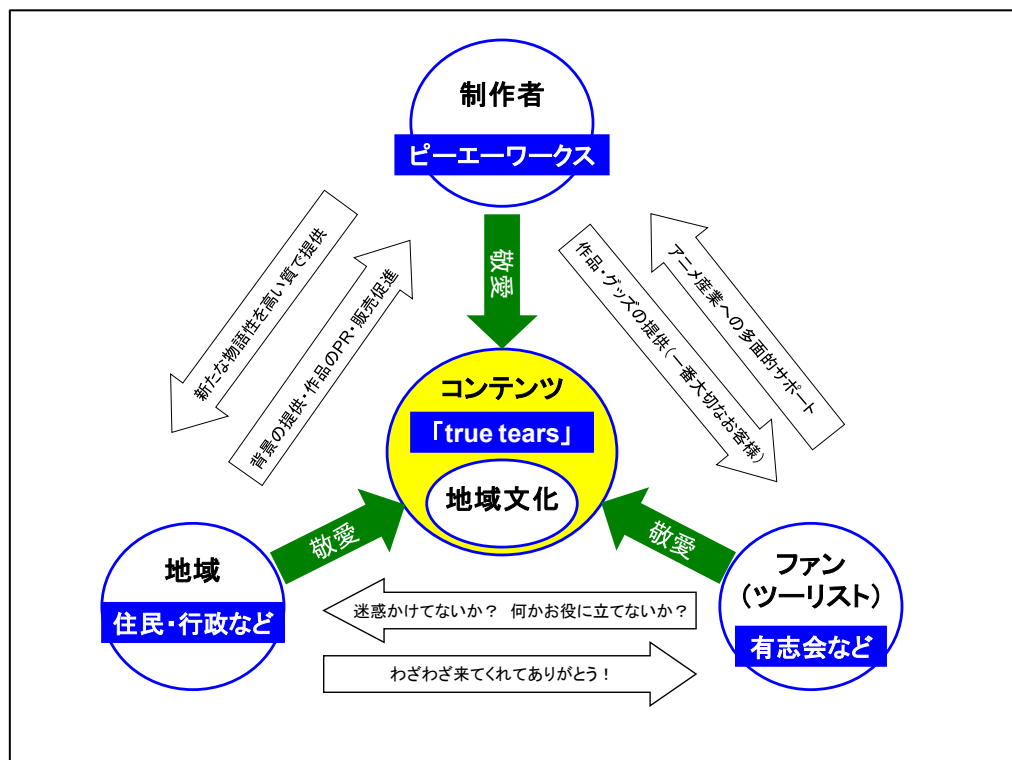 制作者
ピーエーワークス
新たな物語性を高い質で提供
背景の提供・作品のPR・販売促進
敬愛
作品・グッズの提供(一番大切なお客様)
アニメ産業への多面的サポート
コンテンツ
「true tears」
地域文化
敬愛
敬愛
地域
住民・行政など
ファン
(ツーリスト)
有志会など
迷惑かけてないか? 何かお役に立てないか?
わざわざ来てくれてありがとう!